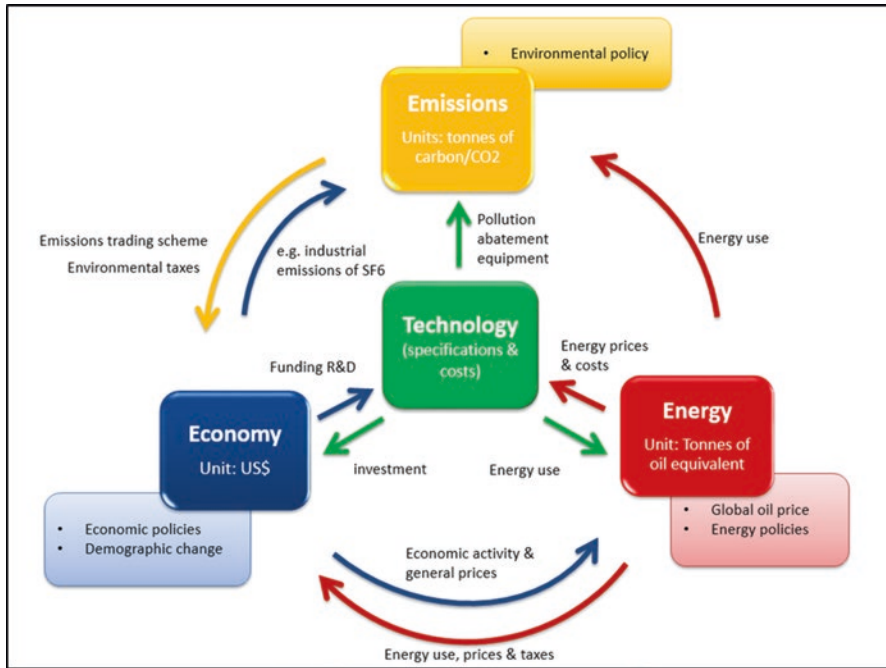 • Environmental policy
Emissions
Units: tonnes of
carbon/CO2
Emissions trading scheme
Environmental taxes
e.g. industrial
emissions of SF6
Pollution
abatement
equipment
Energy use
Technology
(specifications &
costs)
Funding R&D
Energy prices
& costs
Economy
Unit: US$
Energy
Unit: Tonnes of
oil equivalent
investment
Energy use
• Economic policies
• Demographic change
• Global oil price
• Energy policies
Economic activity &
general prices
Energy use, prices & taxes